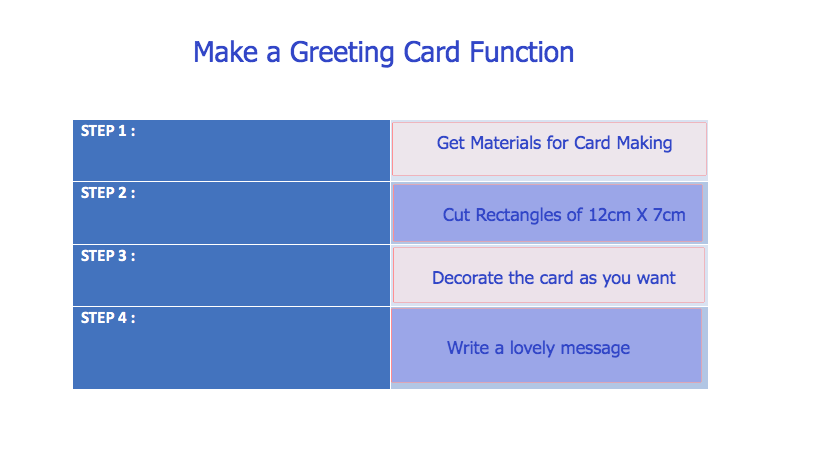 Make a Greeting Card Function
STEP 1 :
Get Materials for Card Making
STEP 2 :
Cut Rectangles of 12cm X 7cm
STEP 3 :
Decorate the card as you want
STEP 4 :
Write a lovely message